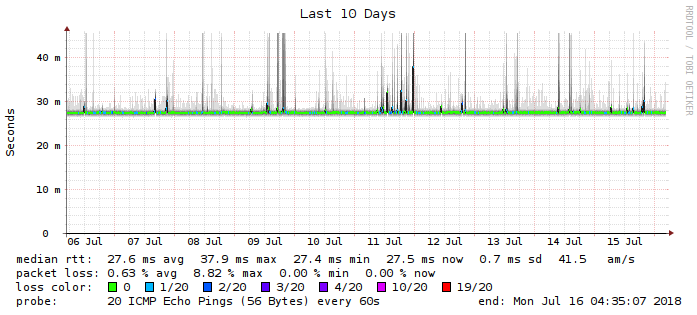 Last 10 Days
RRDTOOL / TOBI OETIKER
Seconds
40 m
30 m
20 m
10 m
0
06 Jul 07 Jul 08 Jul 09 Jul 10 Jul 11 Jul 12 Jul 13 Jul 14 Jul 15 Jul
median rtt: 27.6 ms avg 37.9 ms max 27.4 ms min 27.5 ms now 0.7 ms sd 41.5 am/s
packet loss: 0.63 % avg 8.82 % max 0.00 % min 0.00 % now
loss color: 0 1/20 2/20 3/20 4/20 10/20 19/20
probe: 20 ICMP Echo Pings (56 Bytes) every 60s end: Mon Jul 16 04:35:07 2018